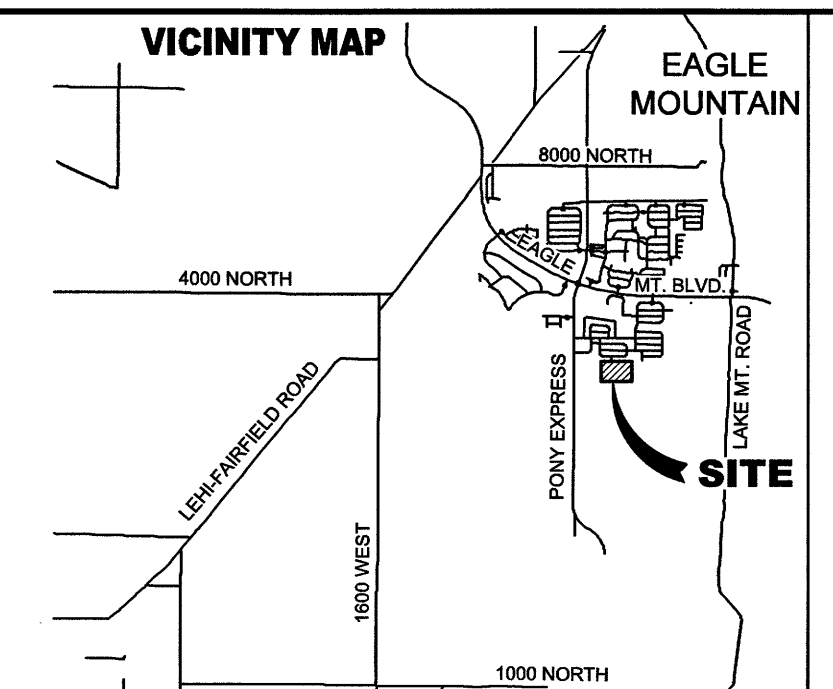 VICINITY MAP
EAGLE
MOUNTAIN
8000 NORTH
EAGLE
MT. BLVD.
4000 NORTH
LEHI-FAIRFIELD ROAD
PONY EXPRESS
LAKE MT. ROAD
SITE
1600 WEST
1000 NORTH